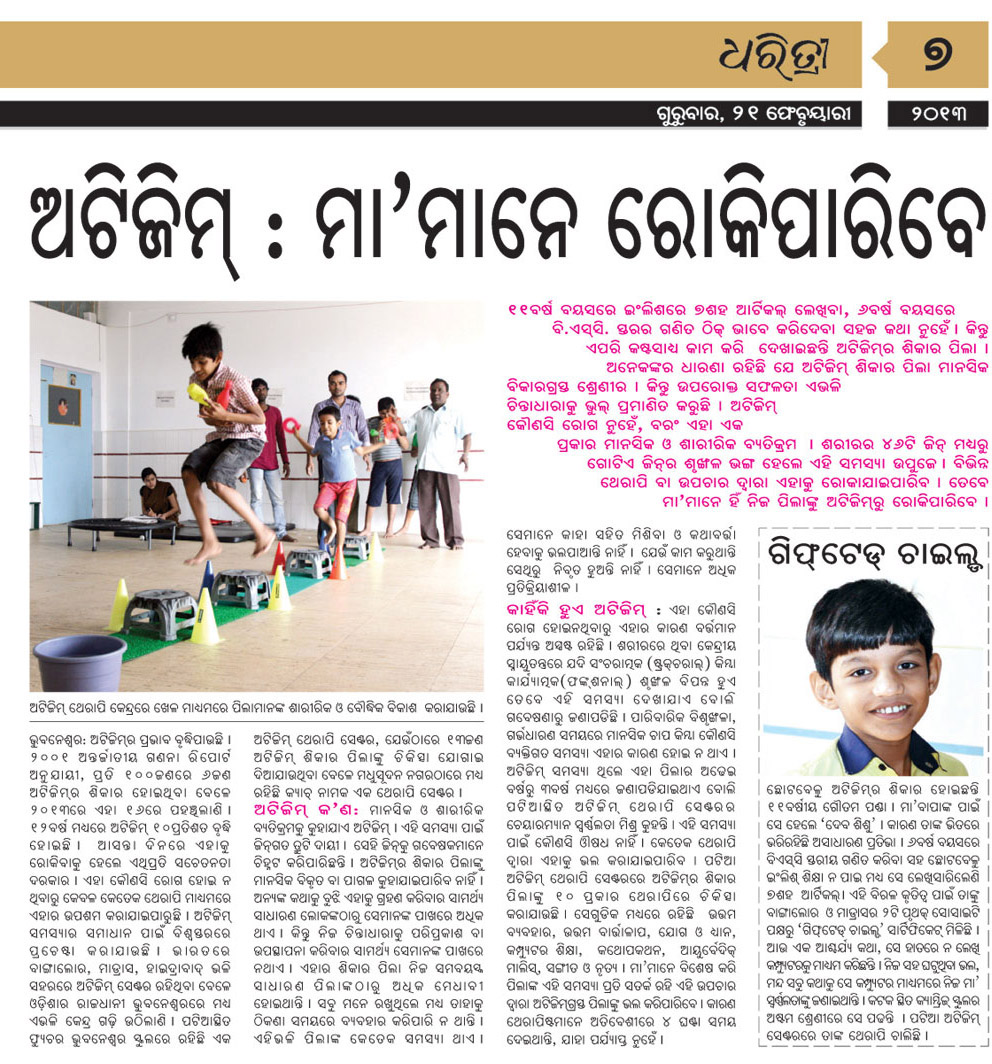 ଧରିତ୍ରୀ
୭
ଗୁରୁବାର, ୨୧ ଫେବୃୟାରୀ
୨୦୧୩
ଅଟିଜିମ୍ : ମା’ମାନେ ରୋକିପାରିବେ
୧୧ବର୍ଷ ବୟସରେ ଇଂଲିଶରେ ୭ଶହ ଆର୍ଟିକଲ୍ ଲେଖିବା, ୬ବର୍ଷ ବୟସରେ
ବି.ଏସ୍‌ସି. ସ୍ତରର ଗଣିତ ଠିକ୍ ଭାବେ କରିଦେବା ସହଜ କଥା ନୁହେଁ । କିନ୍ତୁ
ଏପରି କଷ୍ଟସାଧ୍ୟ କାମ କରି ଦେଖାଇଛନ୍ତି ଅଟିଜିମ୍‌ର ଶିକାର ପିଲା ।
ଅନେକଙ୍କର ଧାରଣା ରହିଛି ଯେ ଅଟିଜିମ୍ ଶିକାର ପିଲା ମାନସିକ
ବିକାରଗ୍ରସ୍ତ ଶ୍ରେଣୀର । କିନ୍ତୁ ଉପରୋକ୍ତ ସଫଳତା ଏଭଳି
ଚିନ୍ତାଧାରାକୁ ଭୁଲ୍ ପ୍ରମାଣିତ କରୁଛି । ଅଟିଜିମ୍
କୌଣସି ରୋଗ ନୁହେଁ, ବରଂ ଏହା ଏକ
ପ୍ରକାର ମାନସିକ ଓ ଶାରୀରିକ ବ୍ୟତିକ୍ରମ । ଶରୀରର ୪୬ଟି ଜିନ୍ ମଧ୍ୟରୁ
ଗୋଟିଏ ଜିନ୍‌ର ଶୃଙ୍ଖଳ ଭଙ୍ଗ ହେଲେ ଏହି ସମସ୍ୟା ଉପୁଜେ । ବିଭିନ୍ନ
ଥେରାପି ବା ଉପଚାର ଦ୍ୱାରା ଏହାକୁ ରୋକାଯାଇପାରିବ । ତେବେ
ମା’ମାନେ ହିଁ ନିଜ ପିଲାଙ୍କୁ ଅଟିଜିମ୍‌ରୁ ରୋକିପାରିବେ ।
ଅଟିଜିମ୍ ଥେରାପି କେନ୍ଦ୍ରରେ ଖେଳ ମାଧ୍ୟମରେ ପିଲାମାନଙ୍କ ଶାରୀରିକ ଓ ବୌଦ୍ଧିକ ବିକାଶ କରାଯାଉଛି ।
ଭୁବନେଶ୍ୱର: ଅଟିଜିମ୍‌ର ପ୍ରଭାବ ବୃଦ୍ଧିପାଉଛି ।
୨୦୦୧ ଅନ୍ତର୍ଜାତୀୟ ଗଣନା ରିପୋର୍ଟ
ଅନୁଯାୟୀ, ପ୍ରତି ୧୦୦ଜଣରେ ୬ଜଣ
ଅଟିଜିମ୍‌ର ଶିକାର ହୋଇଥିବା ବେଳେ
୨୦୧୩ରେ ଏହା ୧୬ରେ ପହଞ୍ଚିଲାଣି ।
୧୨ବର୍ଷ ମଧ୍ୟରେ ଅଟିଜିମ୍ ୧୦ପ୍ରତିଶତ ବୃଦ୍ଧି
ହୋଇଛି । ଆସନ୍ତା ଦିନରେ ଏହାକୁ
ରୋକିବାକୁ ହେଲେ ଏଥିପ୍ରତି ସଚେତନତା
ଦରକାର । ଏହା କୌଣସି ରୋଗ ହୋଇ ନ
ଥିବାରୁ କେବଳ କେତେକ ଥେରାପି ମାଧ୍ୟମରେ
ଏହାର ଉପଶମ କରାଯାଇପାରୁଛି । ଅଟିଜିମ୍
ସମସ୍ୟାର ସମାଧାନ ପାଇଁ ବିଶ୍ୱସ୍ତରରେ
ପ୍ରଚେଷ୍ଟା କରାଯାଉଛି । ଭାରତରେ
ବାଙ୍ଗାଲୋର, ମାଡ୍ରାସ, ହାଇଦ୍ରାବାଦ୍ ଭଳି
ସହରରେ ଅଟିଜିମ୍ ସେଣ୍ଟର ରହିଥିବା ବେଳେ
ଓଡ଼ିଶାର ରାଜଧାନୀ ଭୁବନେଶ୍ୱରରେ ମଧ୍ୟ
ଏଭଳି କେନ୍ଦ୍ର ଗଢ଼ି ଉଠିଲାଣି । ପଟିଆସ୍ଥିତ
ଫ୍ୟୁଚର ଭୁବନେଶ୍ୱର ସ୍କୁଲରେ ରହିଛି ଏକ
ଅଟିଜିମ୍ ଥେରାପି ସେଣ୍ଟର, ଯେଉଁଠାରେ ୧୩ଜଣ
ଅଟିଜିମ୍ ଶିକାର ପିଲାଙ୍କୁ ଚିକିତ୍ସା ଯୋଗାଇ
ଦିଆଯାଉଥିବା ବେଳେ ମଧୁସୂଦନ ନଗରଠାରେ ମଧ୍ୟ
ରହିଛି କ୍ୟାଚ୍ ନାମକ ଏକ ଥେରାପି ସେଣ୍ଟର ।
ଅଟିଜିମ୍ କ’ଣ: ମାନସିକ ଓ ଶାରୀରିକ
ବ୍ୟତିକ୍ରମକୁ କୁହାଯାଏ ଅଟିଜିମ୍ । ଏହି ସମସ୍ୟା ପାଇଁ
ଜିନ୍‌ଗତ ତ୍ରୁଟି ଦାୟୀ । ସେହି ଜିନ୍‌କୁ ଗବେଷକମାନେ
ଚିହ୍ନଟ କରିପାରିଛନ୍ତି । ଅଟିଜିମ୍‌ର ଶିକାର ପିଲାଙ୍କୁ
ମାନସିକ ବିକୃତ ବା ପାଗଳ କୁହାଯାଇପାରିବ ନାହିଁ ।
ଅନ୍ୟଙ୍କ କଥାକୁ ବୁଝି ଏହାକୁ ଗ୍ରହଣ କରିବାର ସାମର୍ଥ୍ୟ
ସାଧାରଣ ଲୋକଙ୍କଠାରୁ ସେମାନଙ୍କ ପାଖରେ ଅଧିକ
ଥାଏ । କିନ୍ତୁ ନିଜ ଚିନ୍ତାଧାରାକୁ ପରିପ୍ରକାଶ ବା
ଉପସ୍ଥାପନା କରିବାର ସାମର୍ଥ୍ୟ ସେମାନଙ୍କ ପାଖରେ
ନଥାଏ । ଏହାର ଶିକାର ପିଲା ନିଜ ସମବୟସ୍କ
ସାଧାରଣ ପିଲାଙ୍କଠାରୁ ଅଧିକ ମେଧାବୀ
ହୋଇଥାନ୍ତି । ସବୁ ମନେ ରଖୁଥିଲେ ମଧ୍ୟ ତାହାକୁ
ଠିକଣା ସମୟରେ ବ୍ୟବହାର କରିପାରି ନ ଥାନ୍ତି ।
ଏହିଭଳି ପିଲାଙ୍କ କେତେକ ସମସ୍ୟା ଥାଏ ।
ସେମାନେ କାହା ସହିତ ମିଶିବା ଓ କଥାବାର୍ତ୍ତା
ହେବାକୁ ଭଲପାଆନ୍ତି ନାହିଁ । ଯେଉଁ କାମ କରୁଥାନ୍ତି
ସେଥିରୁ ନିବୃତ ହୁଅନ୍ତି ନାହିଁ । ସେମାନେ ଅଧିକ
ପ୍ରତିକ୍ରିୟାଶୀଳ ।
କାହିଁକି ହୁଏ ଅଟିଜିମ୍ : ଏହା କୌଣସି
ରୋଗ ହୋଇନଥିବାରୁ ଏହାର କାରଣ ବର୍ତ୍ତମାନ
ପର୍ଯ୍ୟନ୍ତ ଅସ୍ପଷ୍ଟ ରହିଛି । ଶରୀରରେ ଥିବା କେନ୍ଦ୍ରୀୟ
ସ୍ନାୟୁତନ୍ତ୍ରରେ ଯଦି ସଂଚରାତ୍ମକ (ଷ୍ଟ୍ରକ୍‌ଚରାଲ୍) କିମ୍ବା
କାର୍ଯ୍ୟାତ୍ମକ(ଫଙ୍କ୍‌ଶନାଲ୍) ଶୃଙ୍ଖଳ ବିପନ୍ନ ହୁଏ
ତେବେ ଏହି ସମସ୍ୟା ଦେଖାଯାଏ ବୋଲି
ଗବେଷଣାରୁ ଜଣାପଡିଛି । ପାରିବାରିକ ବିଶୃଙ୍ଖଳା,
ଗର୍ଭଧାରଣ ସମୟରେ ମାନସିକ ଚାପ କିମ୍ବା କୌଣସି
ବ୍ୟକ୍ତିଗତ ସମସ୍ୟା ଏହାର କାରଣ ହୋଇ ନ ଥାଏ ।
ଅଟିଜିମ୍ ସମସ୍ୟା ଥିଲେ ଏହା ପିଲାର ଅଢେଇ
ବର୍ଷରୁ ୩ବର୍ଷ ମଧ୍ୟରେ ଜଣାପଡିଯାଇଥାଏ ବୋଲି
ପଟିଆସ୍ଥିତ ଅଟିଜିମ୍ ଥେରାପି ସେଣ୍ଟରର
ଚେୟାରମ୍ୟାନ ସ୍ୱର୍ଣ୍ଣଲତା ମିଶ୍ର କୁହନ୍ତି । ଏହି ସମସ୍ୟା
ପାଇଁ କୌଣସି ଔଷଧ ନାହିଁ । କେତେକ ଥେରାପି
ଦ୍ୱାରା ଏହାକୁ ଭଲ କରାଯାଇପାରିବ । ପଟିଆ
ଅଟିଜିମ୍ ଥେରାପି ସେଣ୍ଟରରେ ଅଟିଜିମ୍‌ର ଶିକାର
ପିଲାଙ୍କୁ ୧୦ ପ୍ରକାର ଥେରାପିରେ ଚିକିତ୍ସା
କରାଯାଉଛି । ସେଗୁଡିକ ମଧ୍ୟରେ ରହିଛି ଉତ୍ତମ
ବ୍ୟବହାର, ଉତ୍ତମ ବାର୍ତ୍ତାଳାପ, ଯୋଗ ଓ ଧ୍ୟାନ,
କମ୍ପ୍ୟୁଟର ଶିକ୍ଷା, କଥୋପକଥନ, ଆୟୁର୍ବେଦିକ୍
ମାଲିସ୍, ସଙ୍ଗୀତ ଓ ନୃତ୍ୟ । ମା’ମାନେ ବିଶେଷ କରି
ପିଲାଙ୍କ ଏହି ସମସ୍ୟା ପ୍ରତି ସତର୍କ ରହି ଏହି ଉପଚାର
ଦ୍ୱାରା ଅଟିଜିମ୍‌ଗ୍ରସ୍ତ ପିଲାଙ୍କୁ ଭଲ କରିପାରିବେ । କାରଣ
ଥେରାପିଷ୍ଟମାନେ ଅତିବେଶୀରେ ୪ ଘଣ୍ଟା ସମୟ
ଦେଇଥାନ୍ତି, ଯାହା ପର୍ଯ୍ୟାପ୍ତ ନୁହେଁ ।
ଗିଫ୍‌ଟେଡ୍ ଚାଇଲ୍ଡ
ଛୋଟବେଳୁ ଅଟିଜିମ୍‌ର ଶିକାର ହୋଇଛନ୍ତି
୧୧ବର୍ଷୀୟ ଗୌତମ ପଣ୍ଡା । ମା’ବାପାଙ୍କ ପାଇଁ
ସେ ହେଲେ ‘ଦେବ ଶିଶୁ’ । କାରଣ ତାଙ୍କ ଭିତରେ
ଭରିରହିଛି ଅସାଧାରଣ ପ୍ରତିଭା । ୬ବର୍ଷ ବୟସରେ
ବିଏସ୍‌ସି ସ୍ତରୀୟ ଗଣିତ କରିବା ସହ ଛୋଟବେଳୁ
ଇଂଲିଶ୍ ଶିକ୍ଷା ନ ପାଇ ମଧ୍ୟ ସେ ଲେଖିସାରିଲେଣି
୭ଶହ ଆର୍ଟିକାଲ୍। ଏହି ବିରଳ କୃତିତ୍ୱ ପାଇଁ ତାଙ୍କୁ
ବାଙ୍ଗାଲୋର ଓ ମାଡ୍ରାସର ୨ଟି ପୃଥକ୍ ସୋସାଇଟି
ପକ୍ଷରୁ ‘ଗିଫ୍‌ଟେଡ୍ ଚାଇଲ୍ଡ’ ସାର୍ଟିଫିକେଟ୍ ମିଳିଛି ।
ଆଉ ଏକ ଆଶ୍ଚର୍ଯ୍ୟ କଥା, ସେ ହାତରେ ନ ଲେଖି
କମ୍ପ୍ୟୁଟରକୁ ମାଧ୍ୟମ କରିଛନ୍ତି । ନିଜ ସହ ଘଟୁଥିବା ଭଲ,
ମନ୍ଦ ସବୁ କଥାକୁ ସେ କମ୍ପ୍ୟୁଟର ମାଧ୍ୟମରେ ନିଜ ମା’
ସ୍ୱର୍ଣ୍ଣଲତାଙ୍କୁ ଜଣାଇଥାନ୍ତି । କଟକ ସ୍ଥିତ କ୍ୟାମ୍ବ୍ରିଜ୍ ସ୍କୁଲର
ଅଷ୍ଟମ ଶ୍ରେଣୀରେ ସେ ପଢନ୍ତି । ପଟିଆ ଅଟିଜିମ୍
ସେଣ୍ଟରରେ ତାଙ୍କ ଥେରାପି ଚାଲିଛି ।